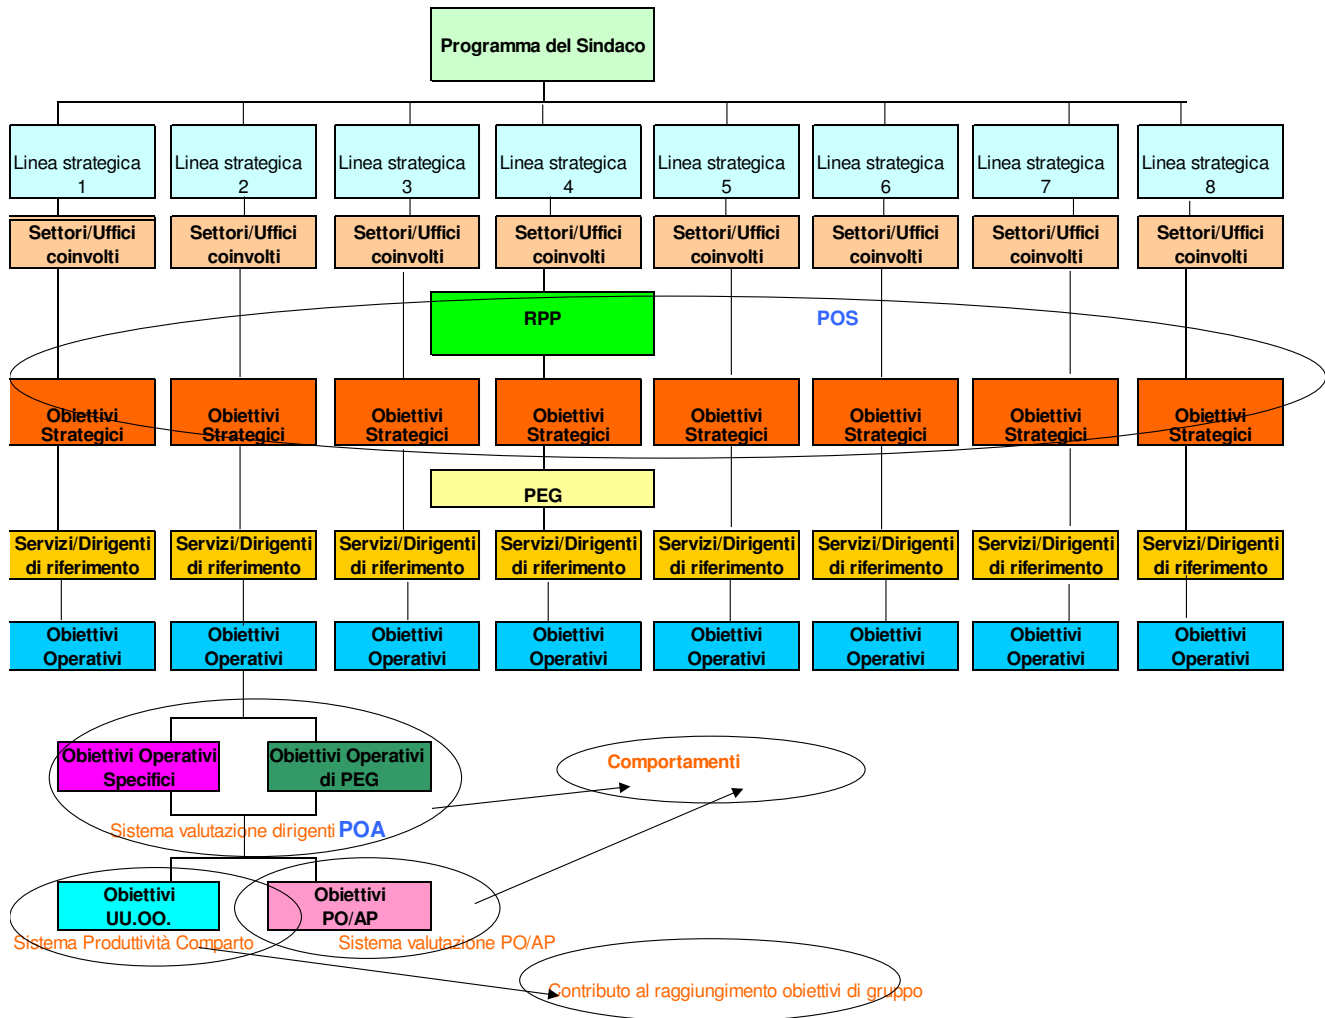 Programma del Sindaco
Linea strategica Linea strategica Linea strategica Linea strategica Linea strategica Linea strategica Linea strategica Linea strategica
1 2 3 4 5 6 7 8
Settori/Uffici Settori/Uffici Settori/Uffici Settori/Uffici Settori/Uffici Settori/Uffici Settori/Uffici Settori/Uffici
coinvolti coinvolti coinvolti coinvolti coinvolti coinvolti coinvolti coinvolti
RPP POS
Obiettivi Obiettivi Obiettivi Obiettivi Obiettivi Obiettivi Obiettivi Obiettivi
Strategici Strategici Strategici Strategici Strategici Strategici Strategici Strategici
PEG
Servizi/Dirigenti Servizi/Dirigenti Servizi/Dirigenti Servizi/Dirigenti Servizi/Dirigenti Servizi/Dirigenti Servizi/Dirigenti Servizi/Dirigenti
di riferimento di riferimento di riferimento di riferimento di riferimento di riferimento di riferimento di riferimento
Obiettivi Obiettivi Obiettivi Obiettivi Obiettivi Obiettivi Obiettivi Obiettivi
Operativi Operativi Operativi Operativi Operativi Operativi Operativi Operativi
Obiettivi Operativi Obiettivi Operativi Comportamenti
Specifici di PEG
Sistema valutazione dirigenti POA
Obiettivi Obiettivi
UU.OO. PO/AP
Sistema Produttività Comparto Sistema valutazione PO/AP
Contributo al raggiungimento obiettivi di gruppo